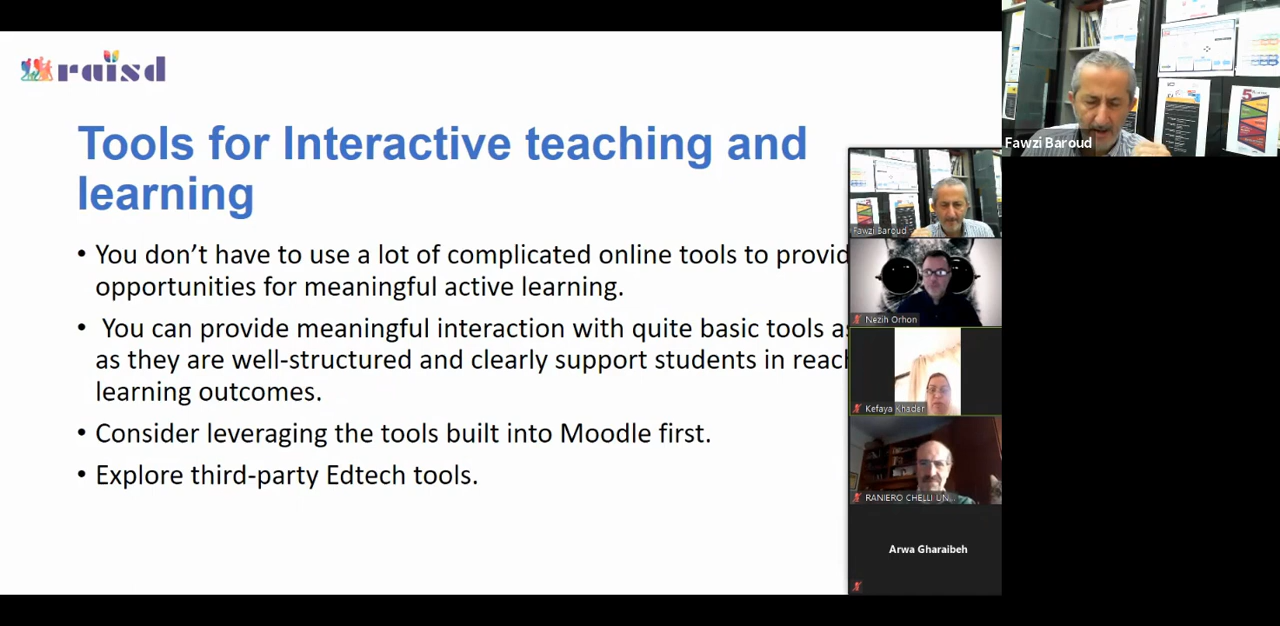 raisd
Tools for Interactive teaching and
learning
• You don't have to use a lot of complicated online tools to provid
opportunities for meaningful active learning.
• You can provide meaningful interaction with quite basic tools as
as they are well-structured and clearly support students in reach
learning outcomes.
• Consider leveraging the tools built into Moodle first.
• Explore third-party Edtech tools.
Fawzi Baroud
Fawzi Baroud
Nezih Orhon
Kefaya Khader
RANIERO CHELLI UN...
Arwa Gharaibeh